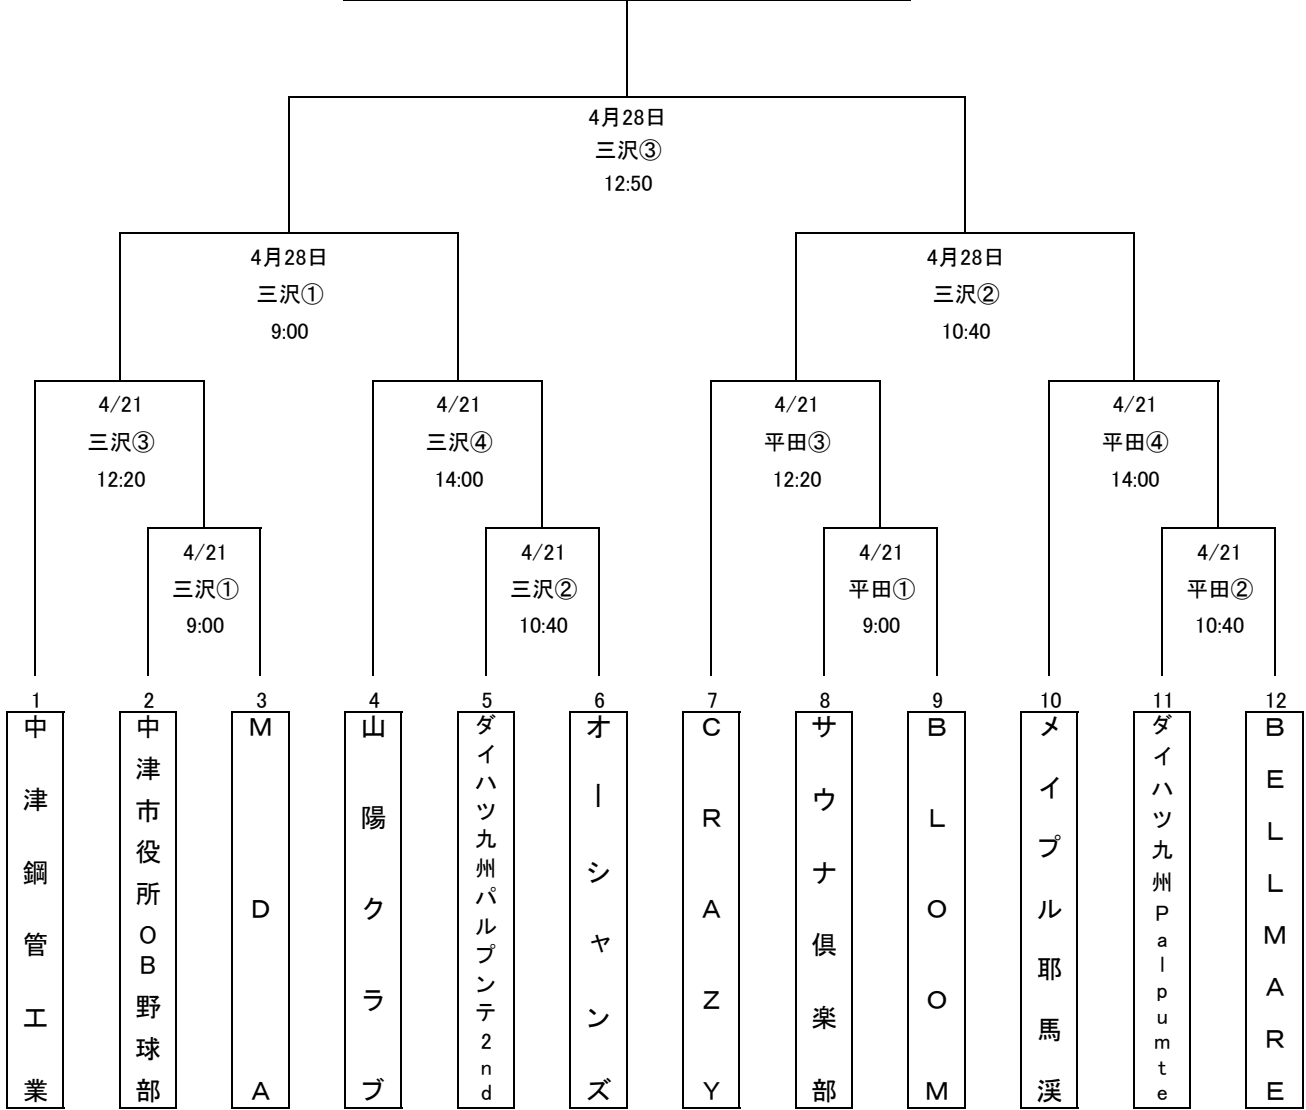 4月28日
三沢③
12:50
4月28日
三沢①
9:00
4月28日
三沢②
10:40
4/21
三沢③
12:20
4/21
三沢④
14:00
4/21
平田③
12:20
4/21
平田④
14:00
4/21
三沢①
9:00
4/21
三沢②
10:40
4/21
平田①
9:00
4/21
平田②
10:40
1
中津鋼管工業
2
中津市役所OB野球部
3
MDA
4
山陽クラブ
5
ダイハツ九州パルプンテ2nd
6
オーシャンズ
7
CRAZY
8
サウナ倶楽部
9
BLOOM
10
メイプル耶馬溪
11
ダイハツ九州Palpumte
12
BELLMARE